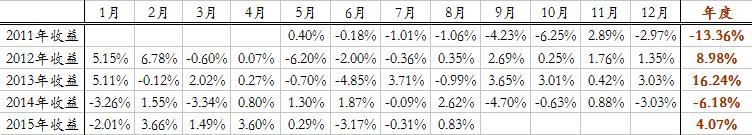 1月 2月 3月 4月 5月 6月 7月 8月 9月 10月 11月 12月 年度
2011年收益 0.40% -0.18% -1.01% -1.06% -4.23% -6.25% 2.89% -2.97% -13.36%
2012年收益 5.15% 6.78% -0.60% 0.07% -6.20% -2.00% -0.36% 0.35% 2.69% 0.25% 1.76% 1.35% 8.98%
2013年收益 5.11% -0.12% 2.02% 0.27% -0.70% -4.85% 3.71% -0.99% 3.65% 3.01% 0.42% 3.03% 16.24%
2014年收益 -3.26% 1.55% -3.34% 0.80% 1.30% 1.87% -0.09% 2.62% -4.70% -0.63% 0.88% -3.03% -6.18%
2015年收益 -2.01% 3.66% 1.49% 3.60% 0.29% -3.17% -0.31% 0.83% 4.07%